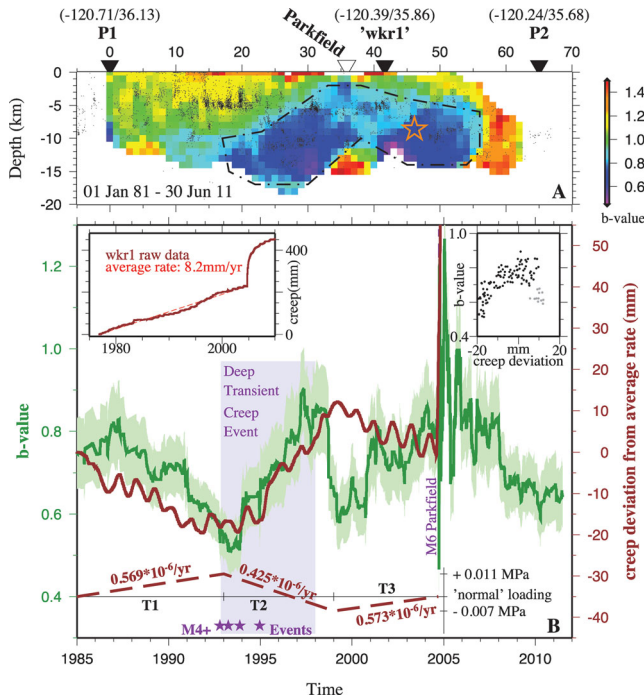 (-120.71/36.13) (-120.39/35.86) (-120.24/35.68)
P1 Parkfield 'wkr1' P2
0 10 20 30 40 50 60 70
0
-5
-10
-15
-20
Depth (km)
01 Jan 81 - 30 Jun 11
A
1.4
1.2
1.0
0.8
0.6
b-value
wkr1 raw data
average rate: 8.2mm/yr
400
200
0
creep(mm)
1980 2000
1.0
0.4
b-value
-20 0 20
mm
creep deviation
Deep
Transient
Creep
Event
1.2
1.0
0.8
0.6
0.4
b-value
50
40
30
20
10
0
-10
-20
-30
-40
creep deviation from average rate (mm)
M6 Parkfield
0.569*10-6/yr
0.425*10-6/yr
0.573*10-6/yr
T1 T2 T3
+ 0.011 MPa
'normal' loading
- 0.007 MPa
M4+ Events
B
1985 1990 1995 2000 2005 2010
Time